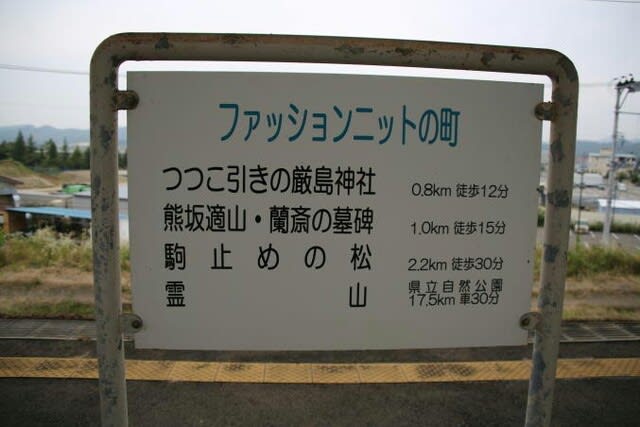 ファッションニットの町
つつこ引きの厳島神社 0.8km 徒歩12分
熊坂適山・蘭斎の墓碑 1.0km 徒歩15分
駒止めの松 2.2km 徒歩30分
霊山 県立自然公園 17.5km 車30分